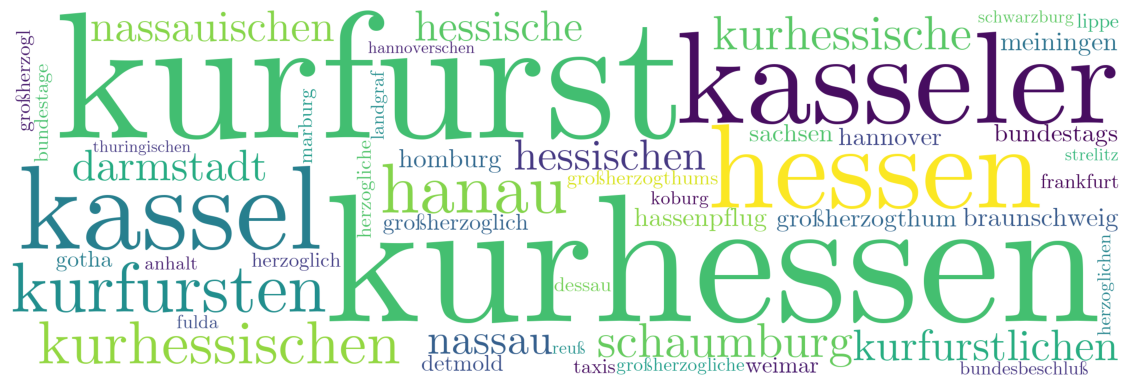 nassauischen
hessische
schwarzburg
lippe
kurhessische
meiningen
großherzogl
kurfurst
hannoverschen
kasseler
bundestage
marburg
landgraf
sachsen
hannover
bundestags
thuringischen
darmstadt
homburg
hessischen
hessen
strelitz
herzogliche
hanau
großherzogthums
koburg
frankfurt
kassel
großherzoglich
hassenpflug
großherzogthum
braunschweig
gotha
anhalt
herzoglich
kurhessen
dessau
herzoglichen
kurfursten
fulda
kurhessischen
nassau
reuß
schaumburg
kurfurstlichen
detmold
taxis
großherzogliche
weimar
bundesbeschluß